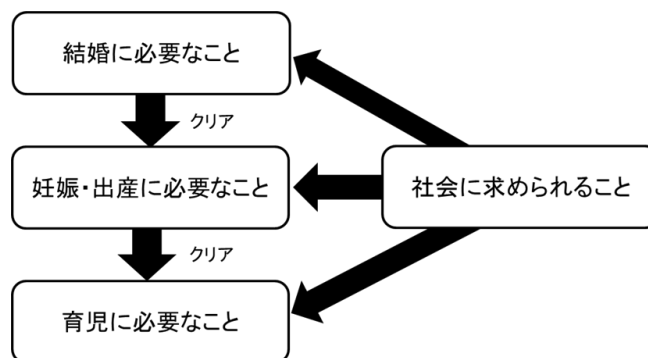 結婚に必要なこと
クリア
妊娠・出産に必要なこと
社会に求められること
クリア
育児に必要なこと